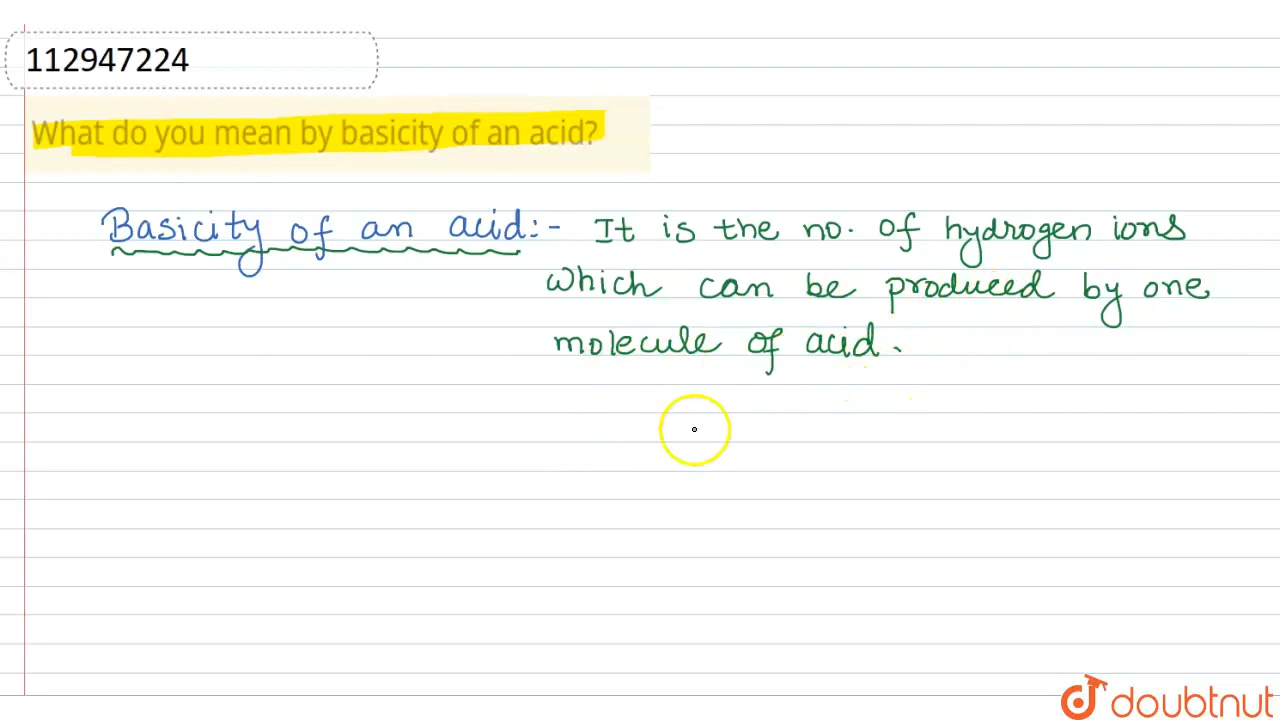 112947224
What do you mean by basicity of an acid?
Basicity of an acid:- It is the no. of hydrogen ions
which can be produced by one
molecule of acid.
doubtnut